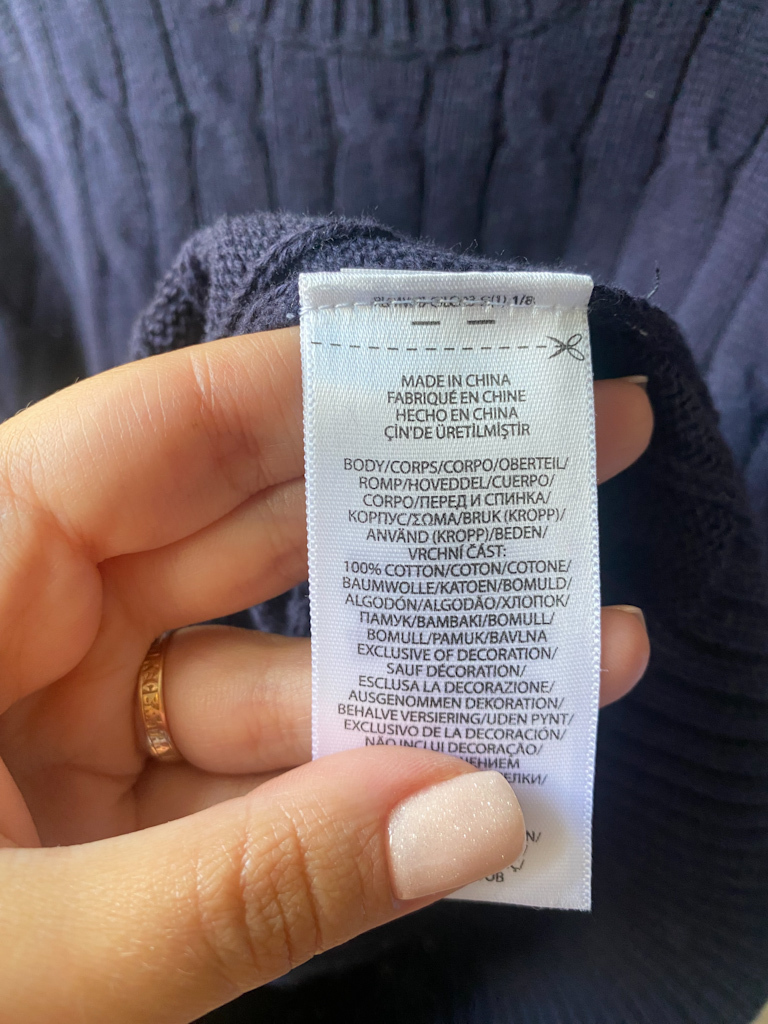 1/8
MADE IN CHINA
FABRIQUÉ EN CHINE
HECHO EN CHINA
ÇİN'DE ÜRETİLMİŞTİR
BODY/CORPS/CORPO/OBERTEIL/
ROMP/HOVEDDEL/CUERPO/
CORPO/ПЕРЕД И СПИНКА/
КОРПУС/ΣΩΜΑ/BRUK (KROPP)/
ANVÄND (KROPP)/BEDEN/
VRCHNÍ ČÁST:
100% COTTON/COTON/COTONE/
BAUMWOLLE/KATOEN/BOMULD/
ALGODÓN/ALGODÃO/ХЛОПОК/
ПАМУК/ΒΑΜΒΑΚΙ/BOMULL/
BOMULL/PAMUK/BAVLNA
EXCLUSIVE OF DECORATION/
SAUF DÉCORATION/
ESCLUSA LA DECORAZIONE/
AUSGENOMMEN DEKORATION/
BEHALVE VERSIERING/UDEN PYNT/
EXCLUSIVO DE LA DECORACIÓN/
NÃO INCLUI DECORAÇÃO/